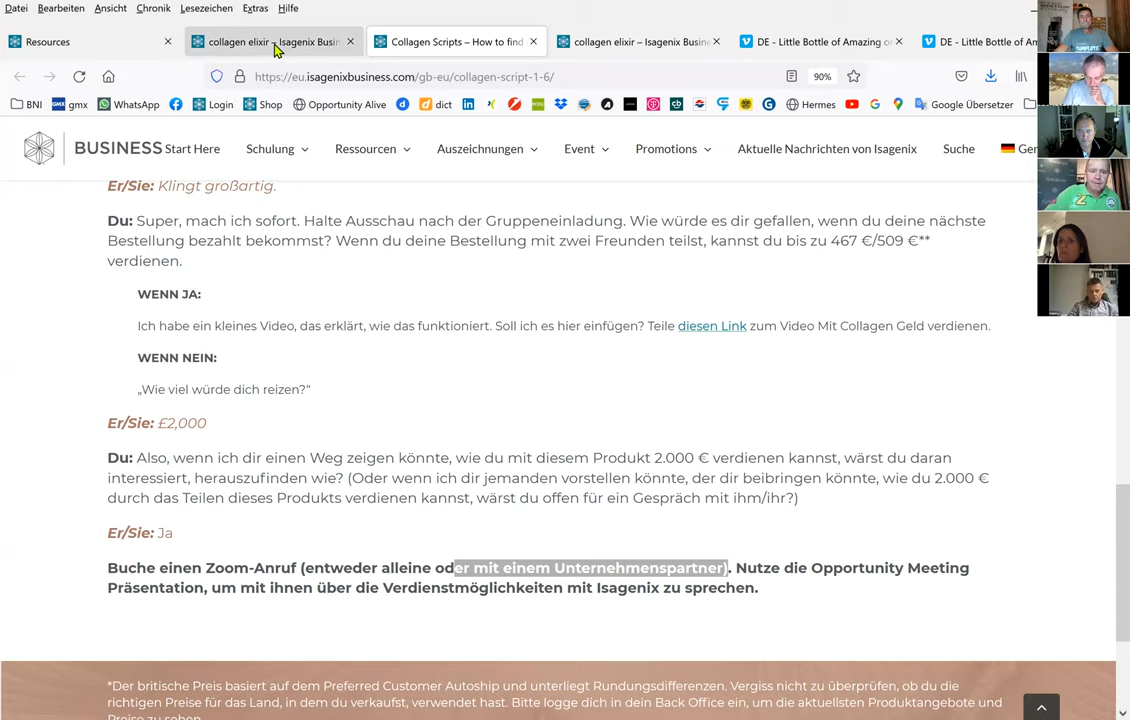 Datei Bearbeiten Ansicht Chronik Lesezeichen Extras Hilfe
Resources
collagen elixir – Isagenix Busin
Collagen Scripts – How to find
collagen elixir – Isagenix Busine
DE - Little Bottle of Amazing on
DE - Little Bottle of Am
https://eu.isagenixbusiness.com/gb-eu/collagen-script-1-6/
90%
BNI gmx WhatsApp Login Shop Opportunity Alive dict Hermes Google Übersetzer
BUSINESS Start Here Schulung Ressourcen Auszeichnungen Event Promotions Aktuelle Nachrichten von Isagenix Suche Ger
Er/Sie: Klingt großartig.
Du: Super, mach ich sofort. Halte Ausschau nach der Gruppeneinladung. Wie würde es dir gefallen, wenn du deine nächste
Bestellung bezahlt bekommst? Wenn du deine Bestellung mit zwei Freunden teilst, kannst du bis zu 467 €/509 €**
verdienen.
WENN JA:
Ich habe ein kleines Video, das erklärt, wie das funktioniert. Soll ich es hier einfügen? Teile diesen Link zum Video Mit Collagen Geld verdienen.
WENN NEIN:
„Wie viel würde dich reizen?“
Er/Sie: £2,000
Du: Also, wenn ich dir einen Weg zeigen könnte, wie du mit diesem Produkt 2.000 € verdienen kannst, wärst du daran
interessiert, herauszufinden wie? (Oder wenn ich dir jemanden vorstellen könnte, der dir beibringen könnte, wie du 2.000 €
durch das Teilen dieses Produkts verdienen kannst, wärst du offen für ein Gespräch mit ihm/ihr?)
Er/Sie: Ja
Buche einen Zoom-Anruf (entweder alleine oder mit einem Unternehmenspartner). Nutze die Opportunity Meeting
Präsentation, um mit ihnen über die Verdienstmöglichkeiten mit Isagenix zu sprechen.
*Der britische Preis basiert auf dem Preferred Customer Autoship und unterliegt Rundungsdifferenzen. Vergiss nicht zu überprüfen, ob du die
richtigen Preise für das Land, in dem du verkaufst, verwendet hast. Bitte logge dich in dein Back Office ein, um die aktuellsten Produktangebote und
Preise zu sehen.